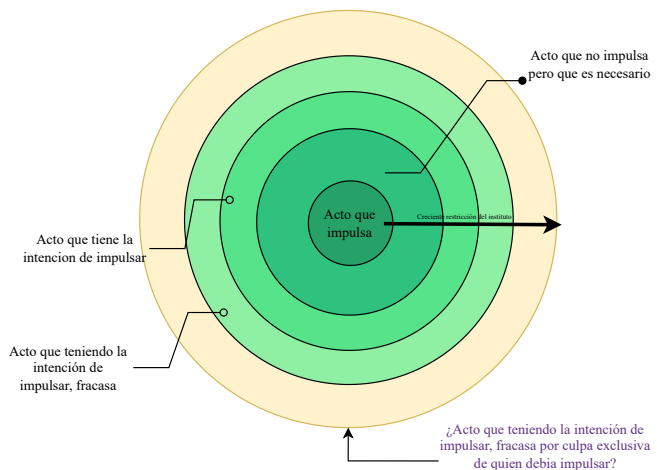 Acto que no impulsa
pero que es necesario
Acto que
impulsa
Creciente restricción del instituto
Acto que tiene la
intencion de impulsar
Acto que teniendo la
intención de
impulsar, fracasa
¿Acto que teniendo la intención de
impulsar, fracasa por culpa exclusiva
de quien debia impulsar?